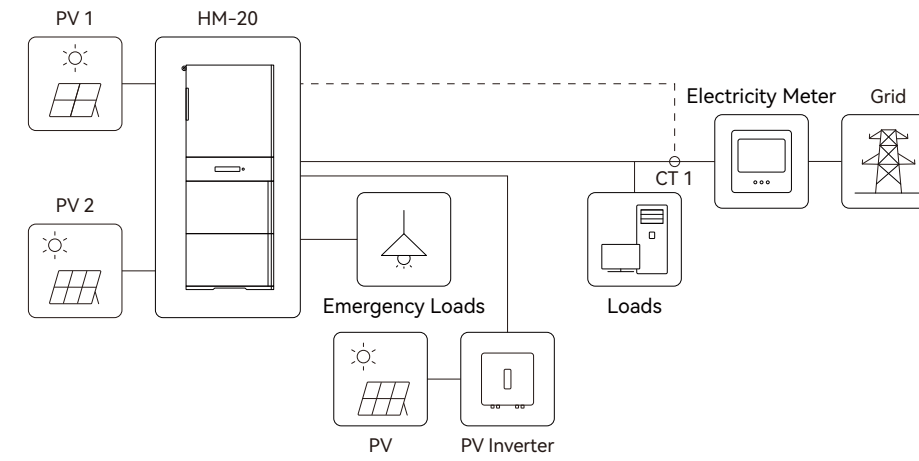 PV 1
HM-20
Electricity Meter
Grid
CT 1
PV 2
Emergency Loads
Loads
PV
PV Inverter